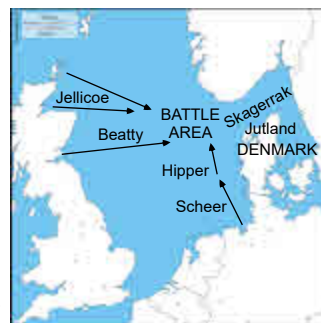 Jellicoe
BATTLE
AREA
Skagerrak
Beatty
Jutland
DENMARK
Hipper
Scheer